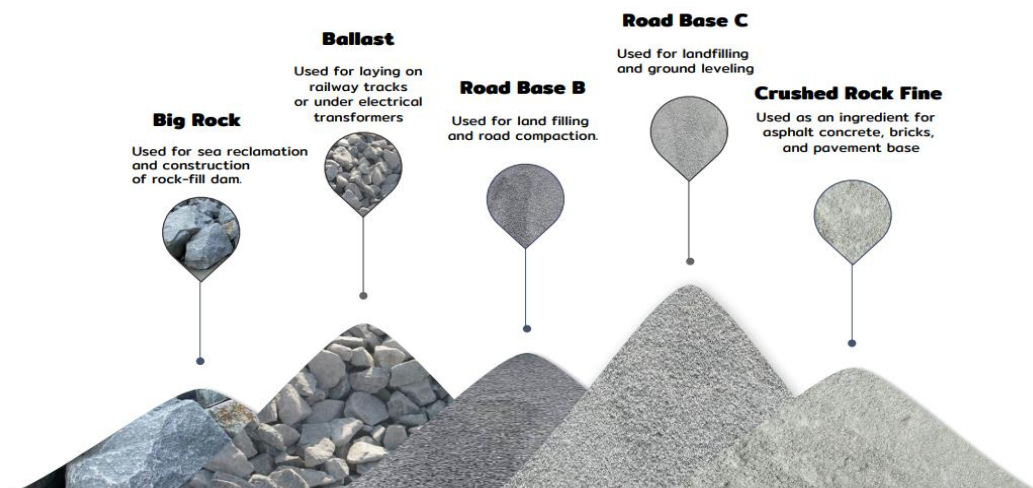 Big Rock
Used for sea reclamation
and construction
of rock-fill dam.
Ballast
Used for laying on
railway tracks
or under electrical
transformers
Road Base B
Used for land filling
and road compaction.
Road Base C
Used for landfilling
and ground leveling
Crushed Rock Fine
Used as an ingredient for
asphalt concrete, bricks,
and pavement base